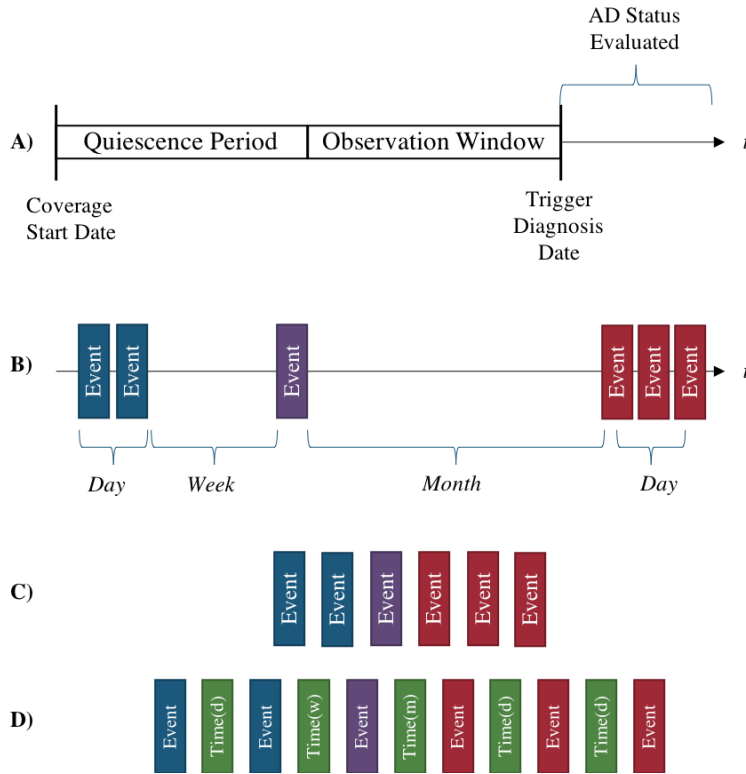 AD Status
Evaluated
A)
Quiescence Period
Observation Window
t
Coverage
Start Date
Trigger
Diagnosis
Date
B)
Event
Event
Event
Event
Event
Event
t
Day
Week
Month
Day
C)
Event
Event
Event
Event
Event
Event
D)
Event
Time(d)
Event
Time(w)
Event
Time(m)
Event
Time(d)
Event
Time(d)
Event